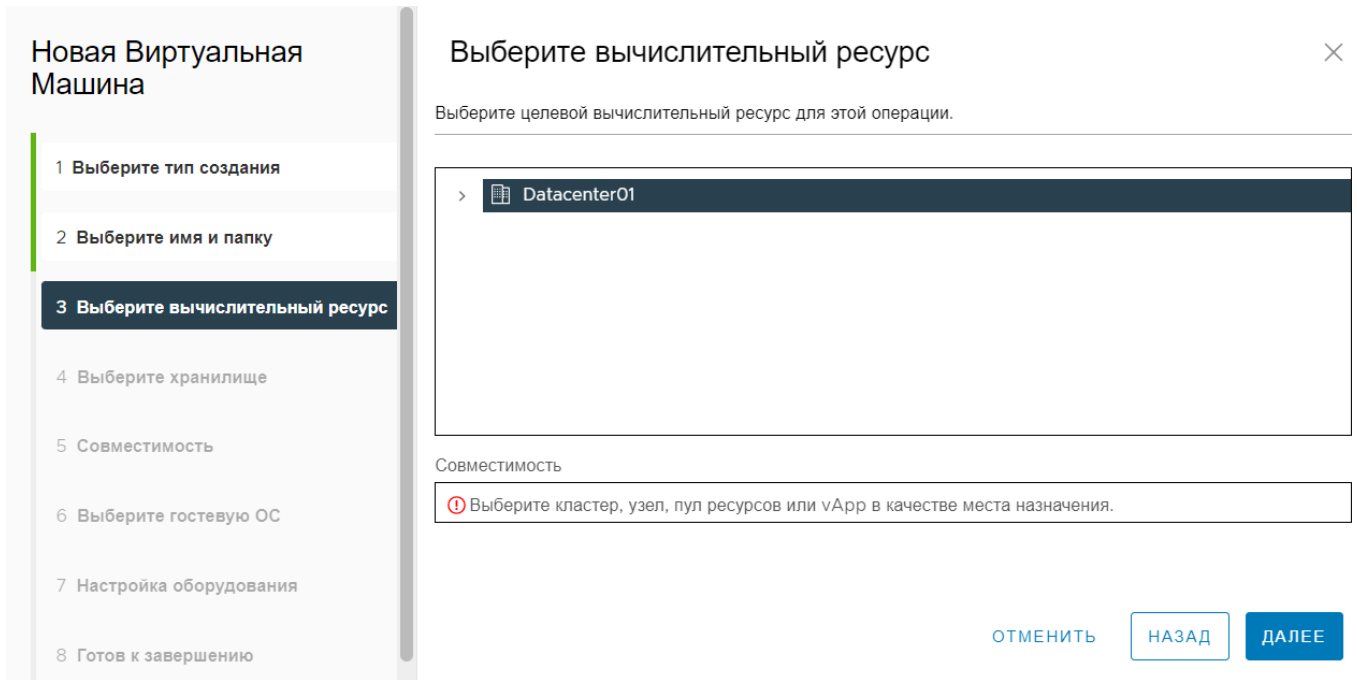 Новая Виртуальная
Машина
1 Выберите тип создания
2 Выберите имя и папку
3 Выберите вычислительный ресурс
4 Выберите хранилище
5 Совместимость
6 Выберите гостевую ОС
7 Настройка оборудования
8 Готов к завершению
Выберите вычислительный ресурс
Выберите целевой вычислительный ресурс для этой операции.
Datacenter01
Совместимость
Выберите кластер, узел, пул ресурсов или vApp в качестве места назначения.
ОТМЕНИТЬ
НАЗАД
ДАЛЕЕ